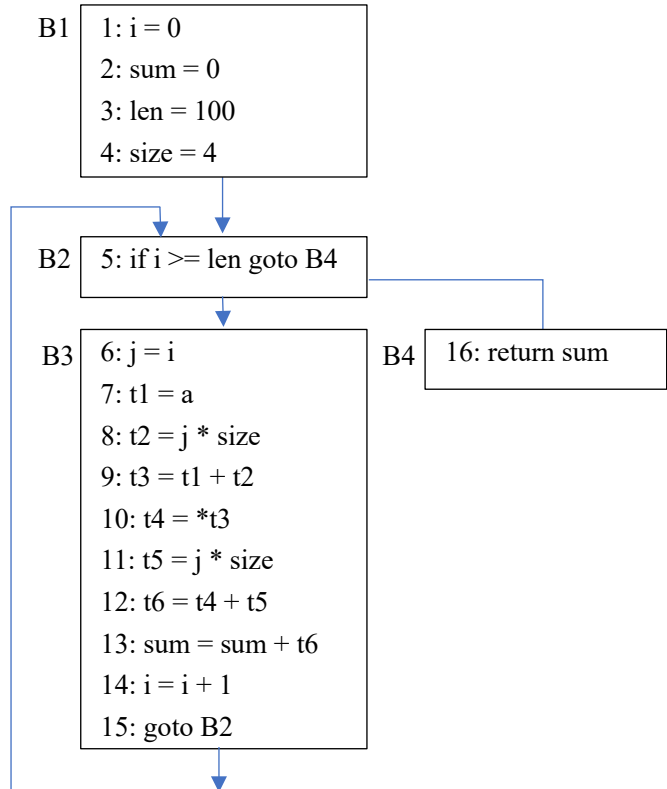 B1
1: i = 0
2: sum = 0
3: len = 100
4: size = 4
B2
5: if i >= len goto B4
B3
6: j = i
7: t1 = a
8: t2 = j * size
9: t3 = t1 + t2
10: t4 = *t3
11: t5 = j * size
12: t6 = t4 + t5
13: sum = sum + t6
14: i = i + 1
15: goto B2
B4
16: return sum